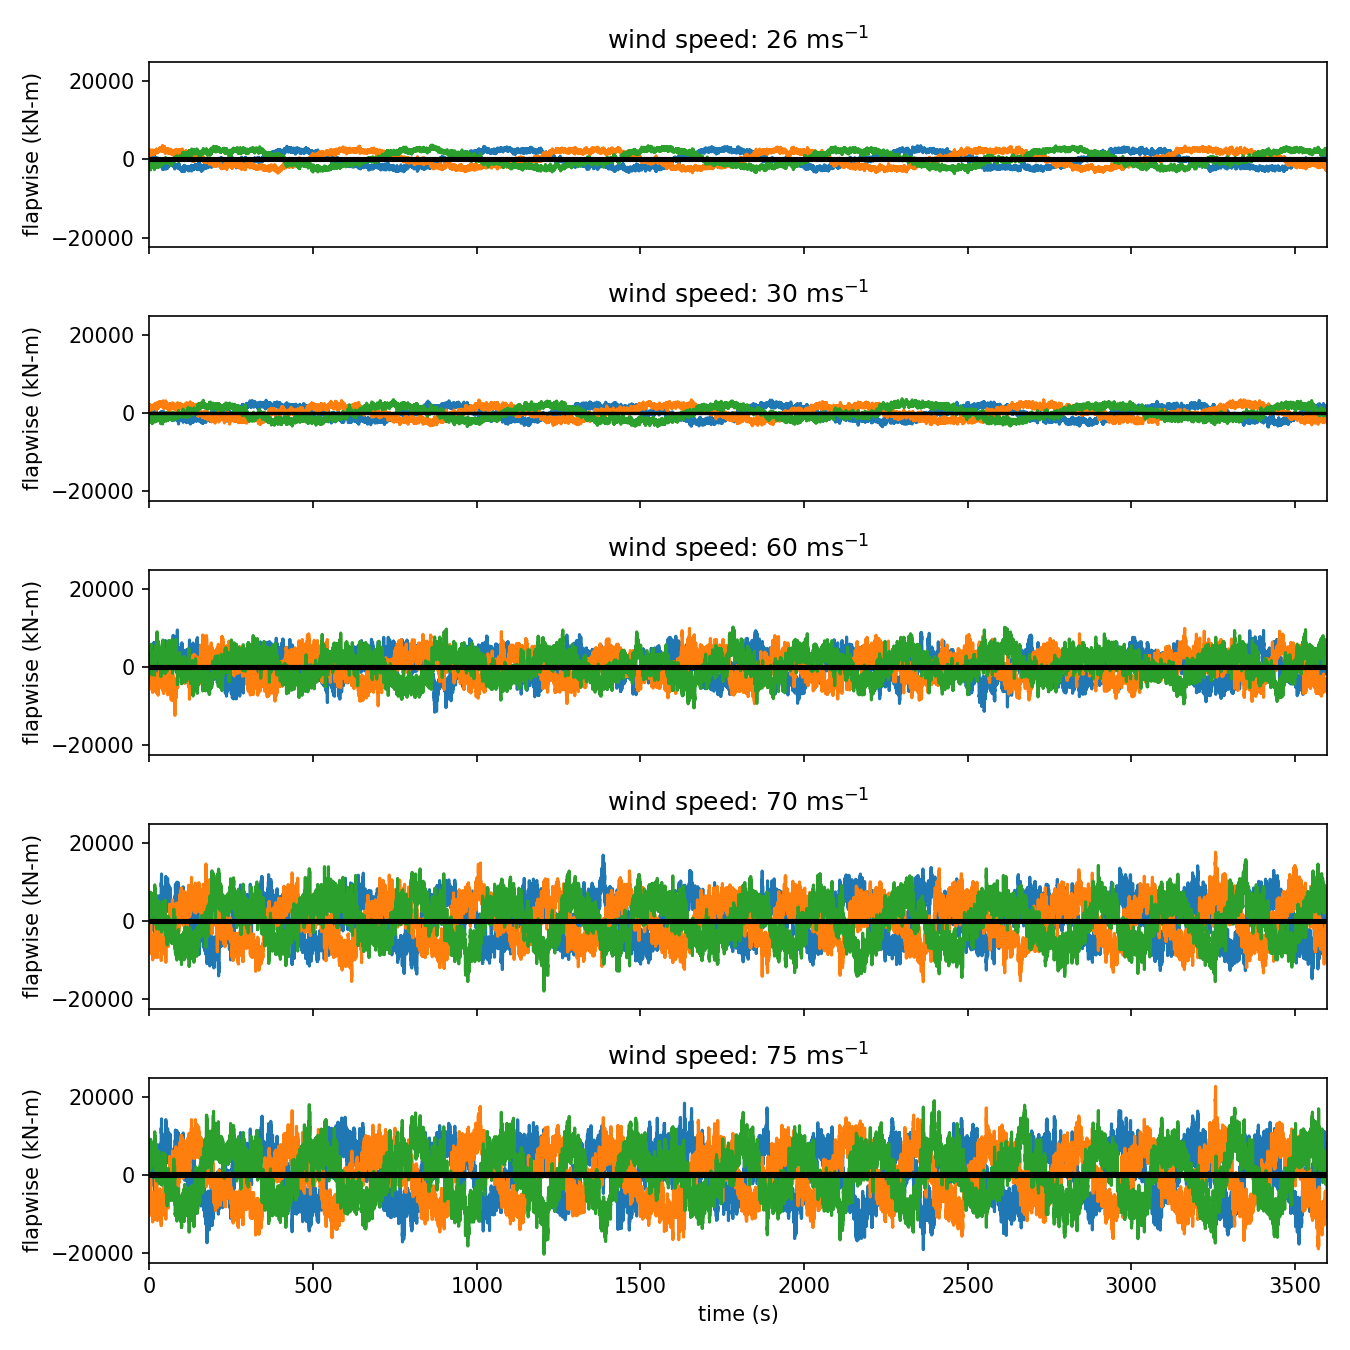 wind speed: 26 ms⁻¹
20000
0
−20000
flapwise (kN-m)
wind speed: 30 ms⁻¹
20000
0
−20000
flapwise (kN-m)
wind speed: 60 ms⁻¹
20000
0
−20000
flapwise (kN-m)
wind speed: 70 ms⁻¹
20000
0
−20000
flapwise (kN-m)
wind speed: 75 ms⁻¹
20000
0
−20000
flapwise (kN-m)
0 500 1000 1500 2000 2500 3000 3500
time (s)